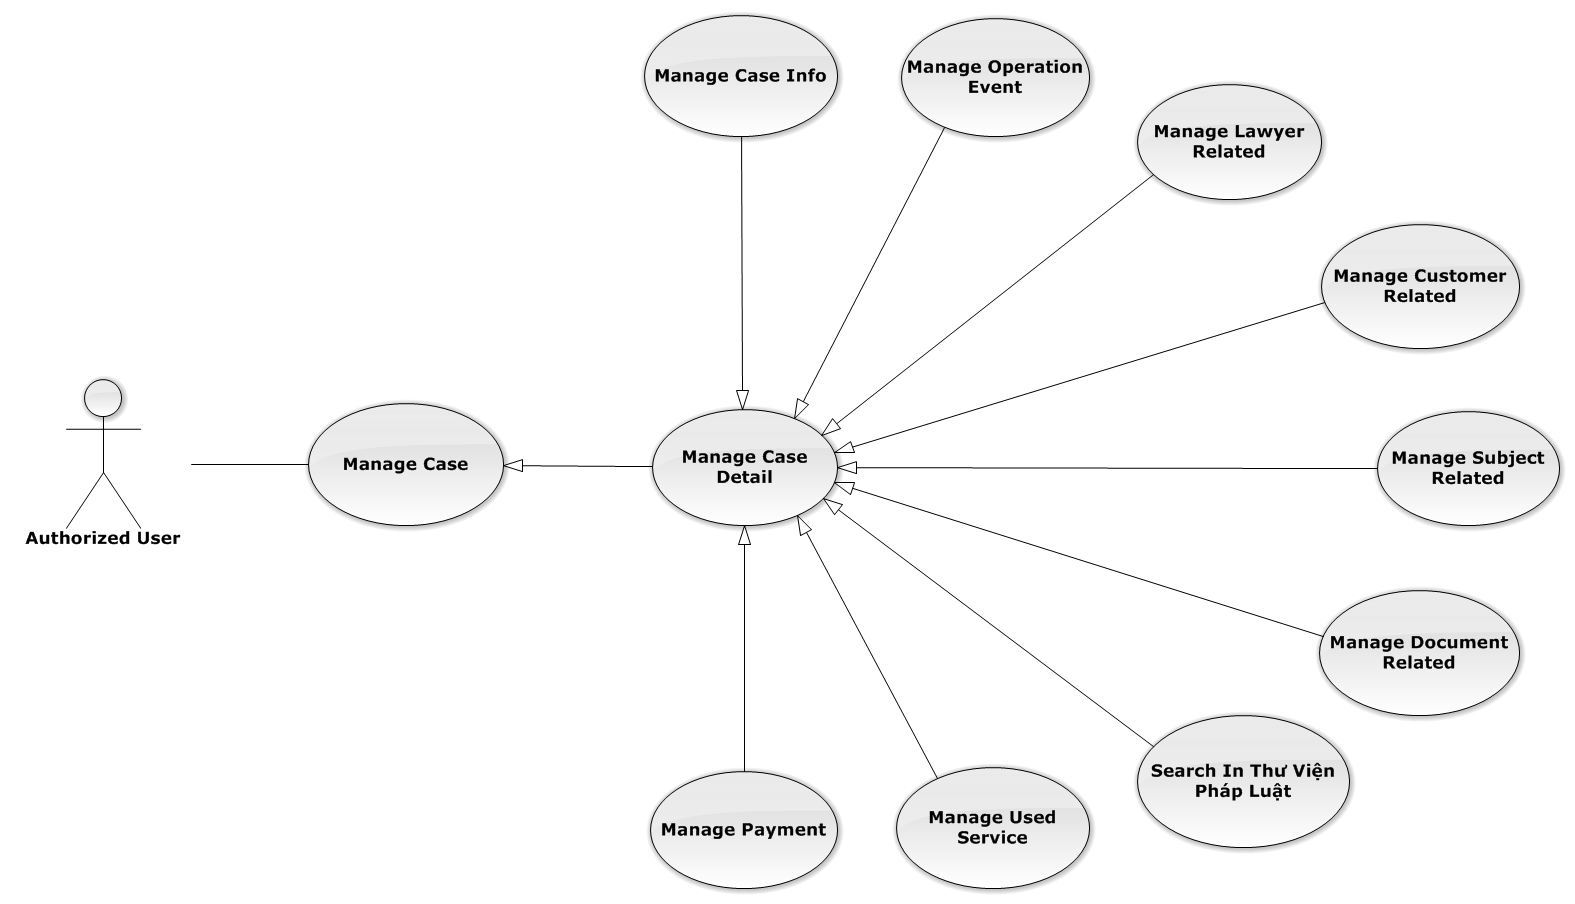 Manage Case Info
Manage Operation
Event
Manage Lawyer
Related
Manage Customer
Related
Authorized User
Manage Case
Manage Case
Detail
Manage Subject
Related
Manage Document
Related
Search In Thư Viện
Pháp Luật
Manage Used
Service
Manage Payment